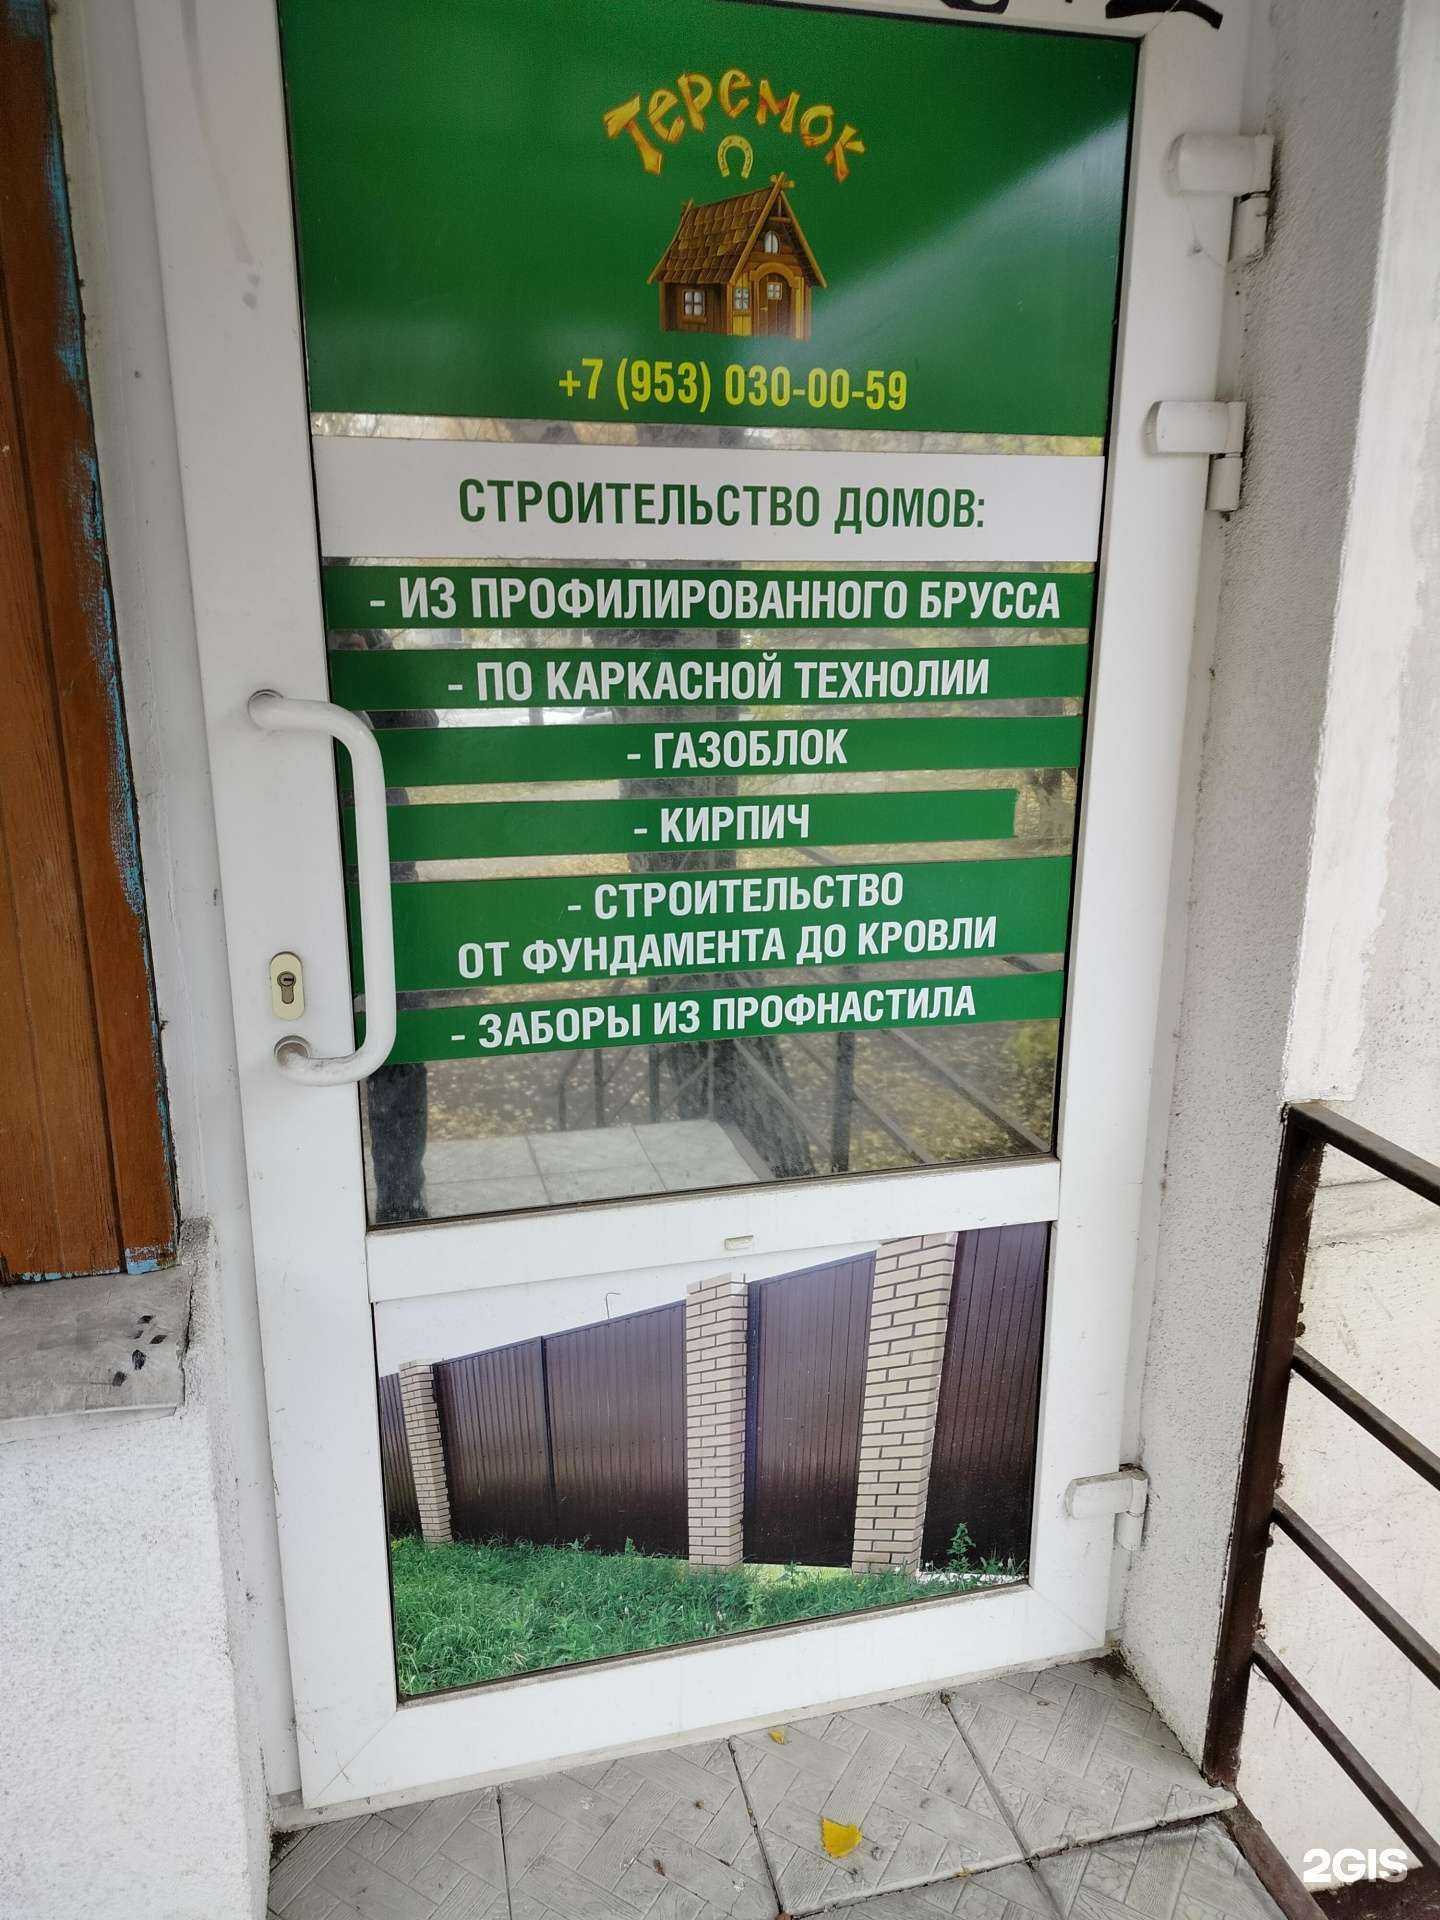 Теремок
+7 (953) 030-00-59
СТРОИТЕЛЬСТВО ДОМОВ:
- ИЗ ПРОФИЛИРОВАННОГО БРУССА
- ПО КАРКАСНОЙ ТЕХНОЛИИ
- ГАЗОБЛОК
- КИРПИЧ
- СТРОИТЕЛЬСТВО
ОТ ФУНДАМЕНТА ДО КРОВЛИ
- ЗАБОРЫ ИЗ ПРОФНАСТИЛА
2GIS